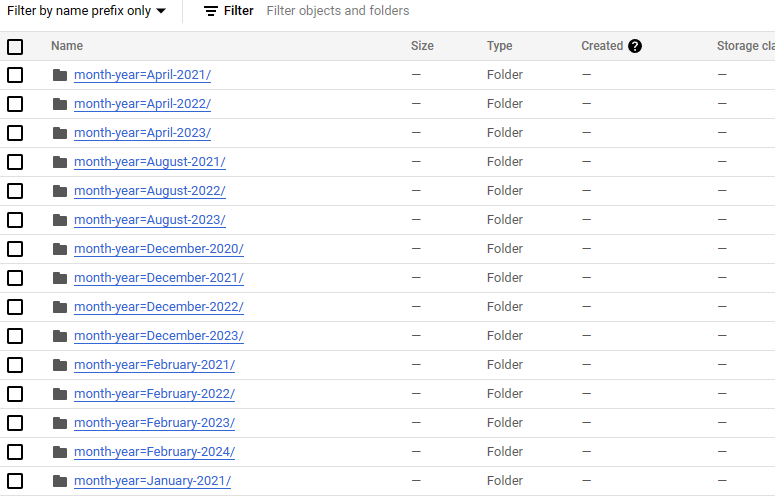 Filter by name prefix only Filter Filter objects and folders
Name Size Type Created ? Storage cla
month-year=April-2021/ — Folder — —
month-year=April-2022/ — Folder — —
month-year=April-2023/ — Folder — —
month-year=August-2021/ — Folder — —
month-year=August-2022/ — Folder — —
month-year=August-2023/ — Folder — —
month-year=December-2020/ — Folder — —
month-year=December-2021/ — Folder — —
month-year=December-2022/ — Folder — —
month-year=December-2023/ — Folder — —
month-year=February-2021/ — Folder — —
month-year=February-2022/ — Folder — —
month-year=February-2023/ — Folder — —
month-year=February-2024/ — Folder — —
month-year=January-2021/ — Folder — —